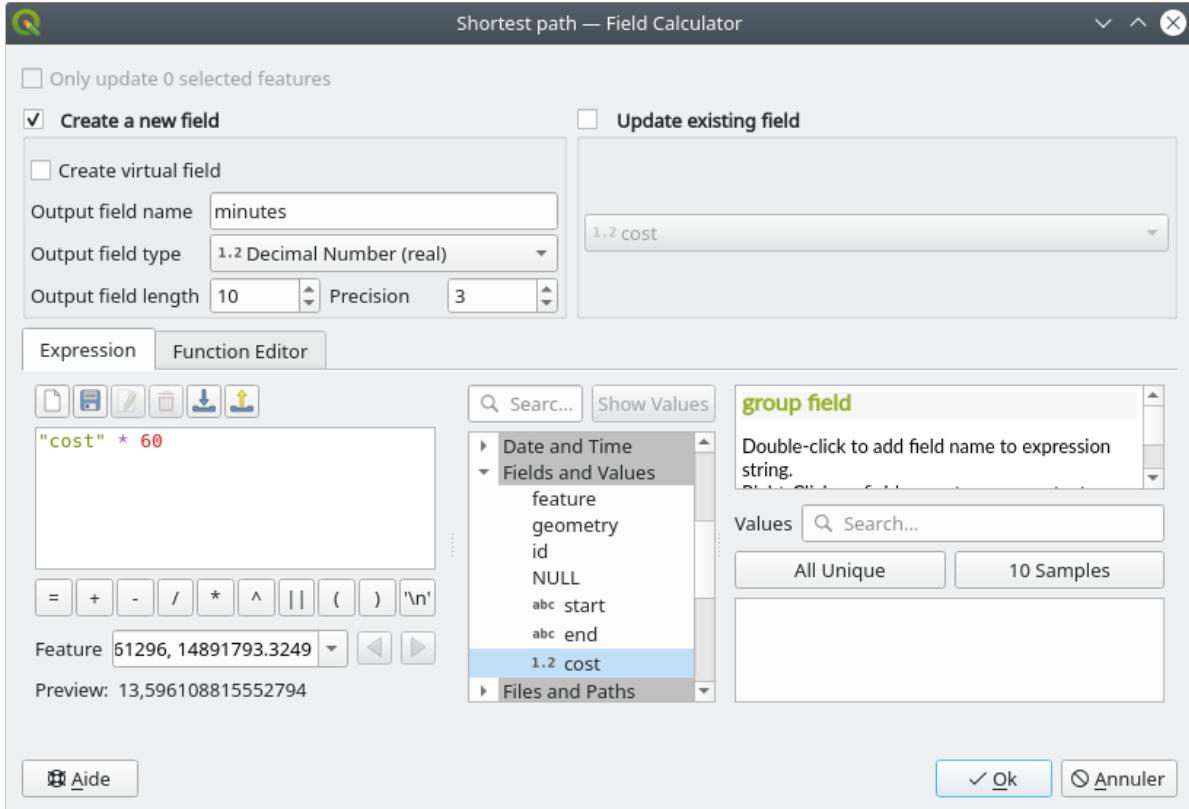 Shortest path — Field Calculator
Only update 0 selected features
Create a new field
Update existing field
Create virtual field
Output field name minutes
1.2 cost
Output field type 1.2 Decimal Number (real)
Output field length 10 Precision 3
Expression Function Editor
Searc... Show Values
group field
"cost" * 60
Double-click to add field name to expression
string.
Date and Time
Fields and Values
feature
geometry
id
NULL
abc start
abc end
1.2 cost
Files and Paths
Values Search...
All Unique 10 Samples
= + - / * ^ || ( ) '\n'
Feature 61296, 14891793.3249
Preview: 13,596108815552794
Aide
Ok
Annuler